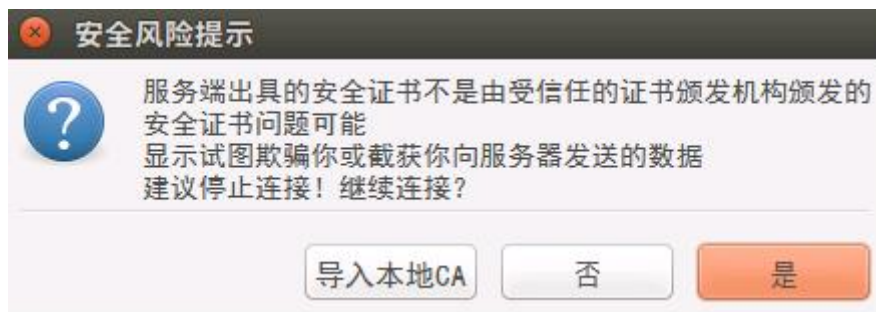 安全风险提示
服务端出具的安全证书不是由受信任的证书颁发机构颁发的
安全证书问题可能
显示试图欺骗你或截获你向服务器发送的数据
建议停止连接！继续连接？
导入本地CA 否 是